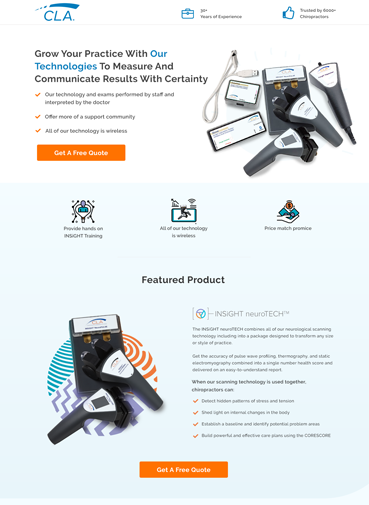 CLA.
30+
Years of Experience
Trusted by 6000+
Chiropractors
Grow Your Practice With Our
Technologies To Measure And
Communicate Results With Certainty
Our technology and exams performed by staff and
interpreted by the doctor
Offer more of a support community
All of our technology is wireless
Get A Free Quote
Provide hands on
INSiGHT Training
All of our technology
is wireless
Price match promice
Featured Product
INSiGHT neuroTECH™
The INSiGHT neuroTECH combines all of our neurological scanning
technology including into a package designed to transform any size
or style of practice.
Get the accuracy of pulse wave profiling, thermography, and static
electromyography combined into a single number health score and
delivered on an easy-to-understand report.
When our scanning technology is used together,
chiropractors can:
Detect hidden patterns of stress and tension
Shed light on internal changes in the body
Establish a baseline and identify potential problem areas
Build powerful and effective care plans using the CORESCORE
Get A Free Quote